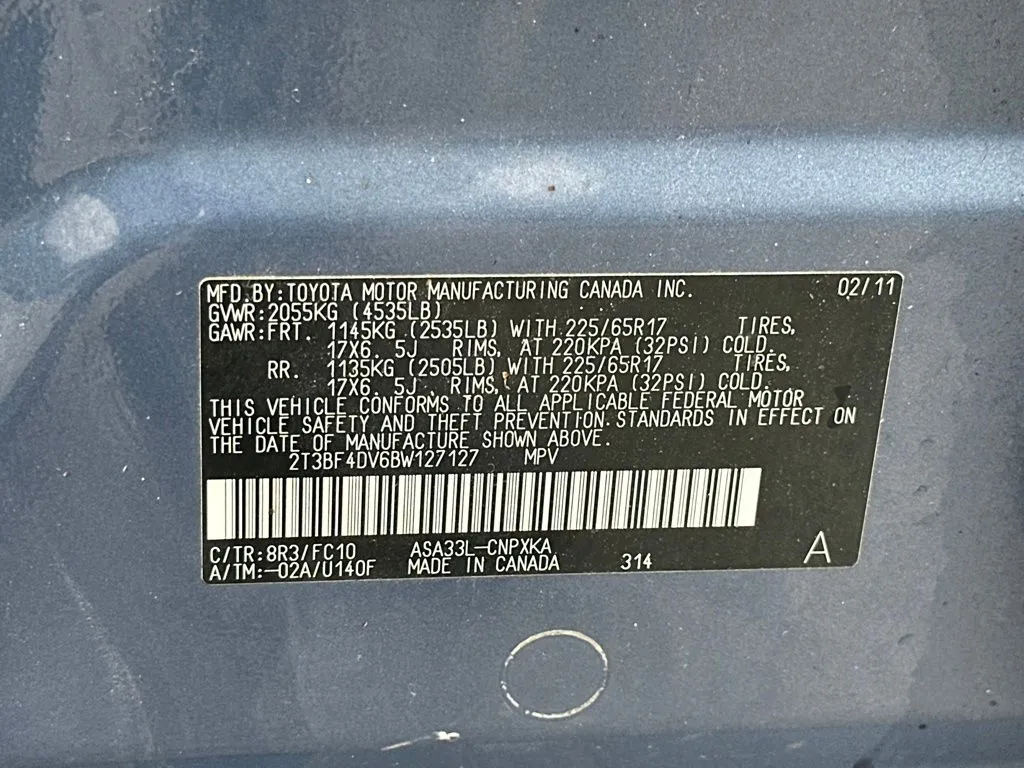 MFD.BY:TOYOTA MOTOR MANUFACTURING CANADA INC. 02/11
GVWR:2055KG (4535LB)
GAWR:FRT. 1145KG (2535LB) WITH 225/65R17 TIRES,
17X6. 5J RIMS, AT 220KPA (32PSI) COLD.
RR. 1135KG (2505LB) WITH 225/65R17 TIRES,
17X6. 5J RIMS, AT 220KPA (32PSI) COLD.
THIS VEHICLE CONFORMS TO ALL APPLICABLE FEDERAL MOTOR
VEHICLE SAFETY AND THEFT PREVENTION STANDARDS IN EFFECT ON
THE DATE OF MANUFACTURE SHOWN ABOVE.
2T3BF4DV6BW127127 MPV
C/TR:8R3/FC10 ASA33L-CNPXKA A
A/TM:-02A/U140F MADE IN CANADA 314